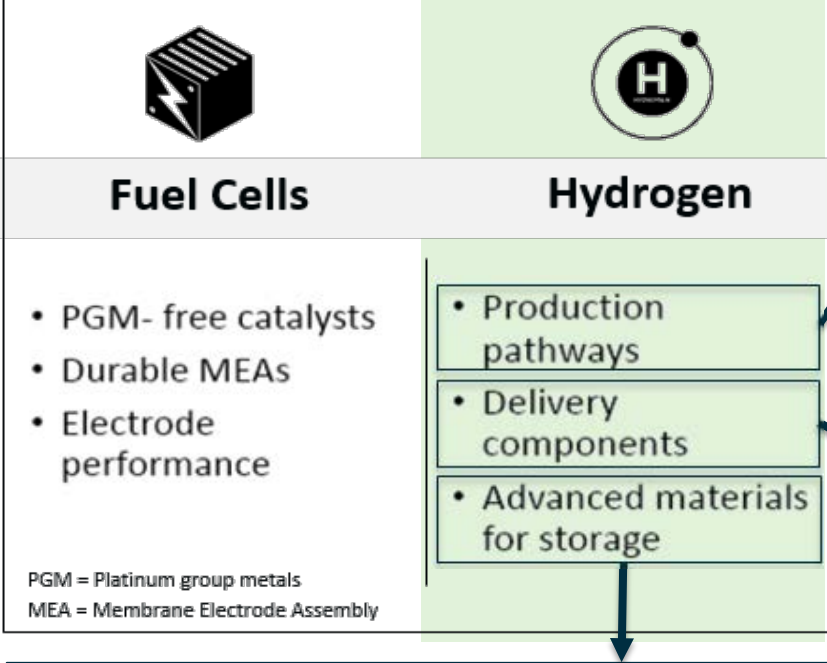 H
Fuel Cells
Hydrogen
• PGM- free catalysts
• Durable MEAs
• Electrode
performance
PGM = Platinum group metals
MEA = Membrane Electrode Assembly
• Production
pathways
• Delivery
components
• Advanced materials
for storage